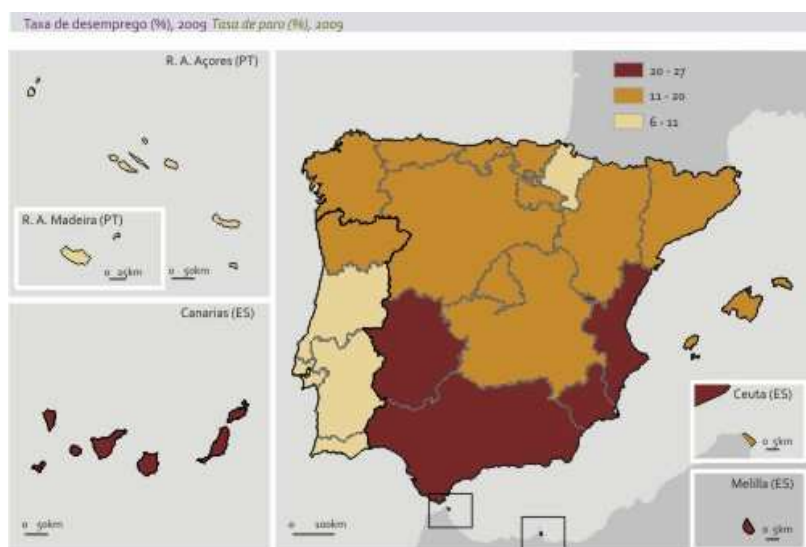 Taxa de desemprego (%), 2009 Tasa de paro (%), 2009
R. A. Açores (PT)
20 - 27
11 - 20
6 - 11
R. A. Madeira (PT)
0 25km
0 50km
Canarias (ES)
0 50km
0 100km
Ceuta (ES)
0 5km
Melilla (ES)
0 5km